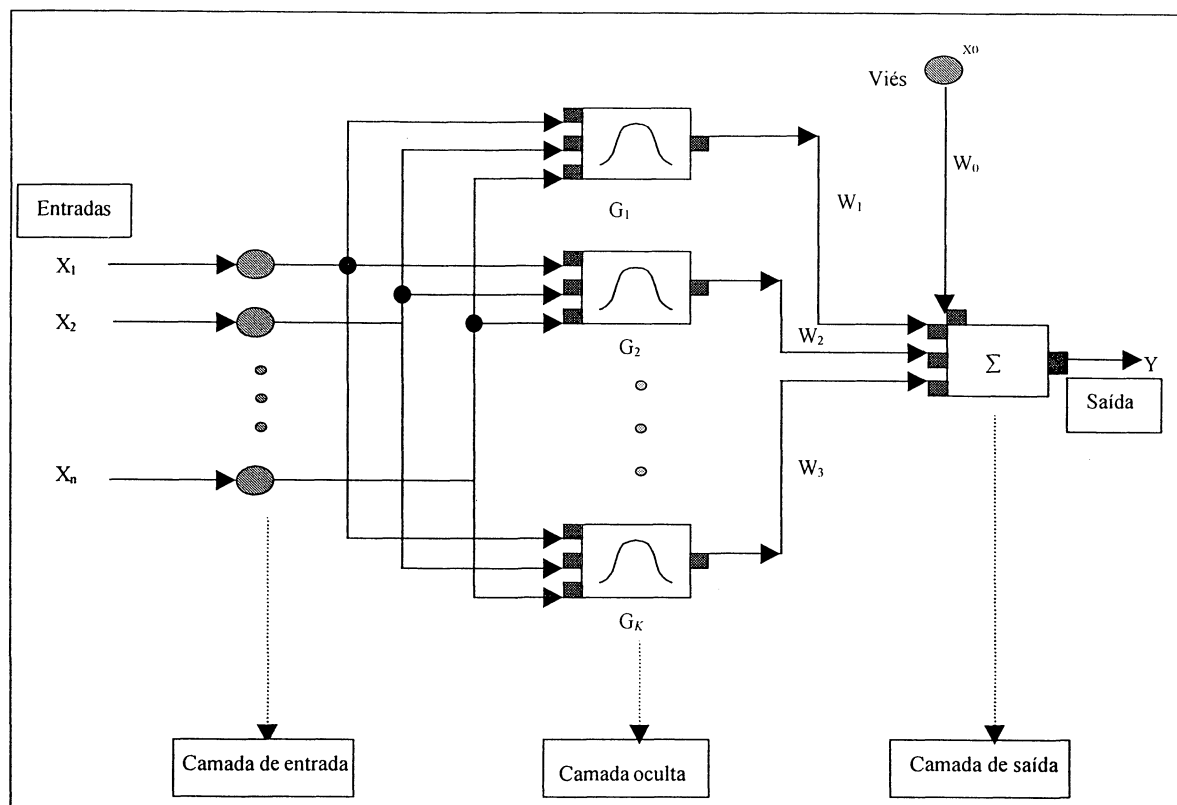 x0
Viés
W0
W1
Entradas
G1
X1
X2
G2
W2
Σ
Y
Saída
Xn
W3
GK
Camada de entrada
Camada oculta
Camada de saída